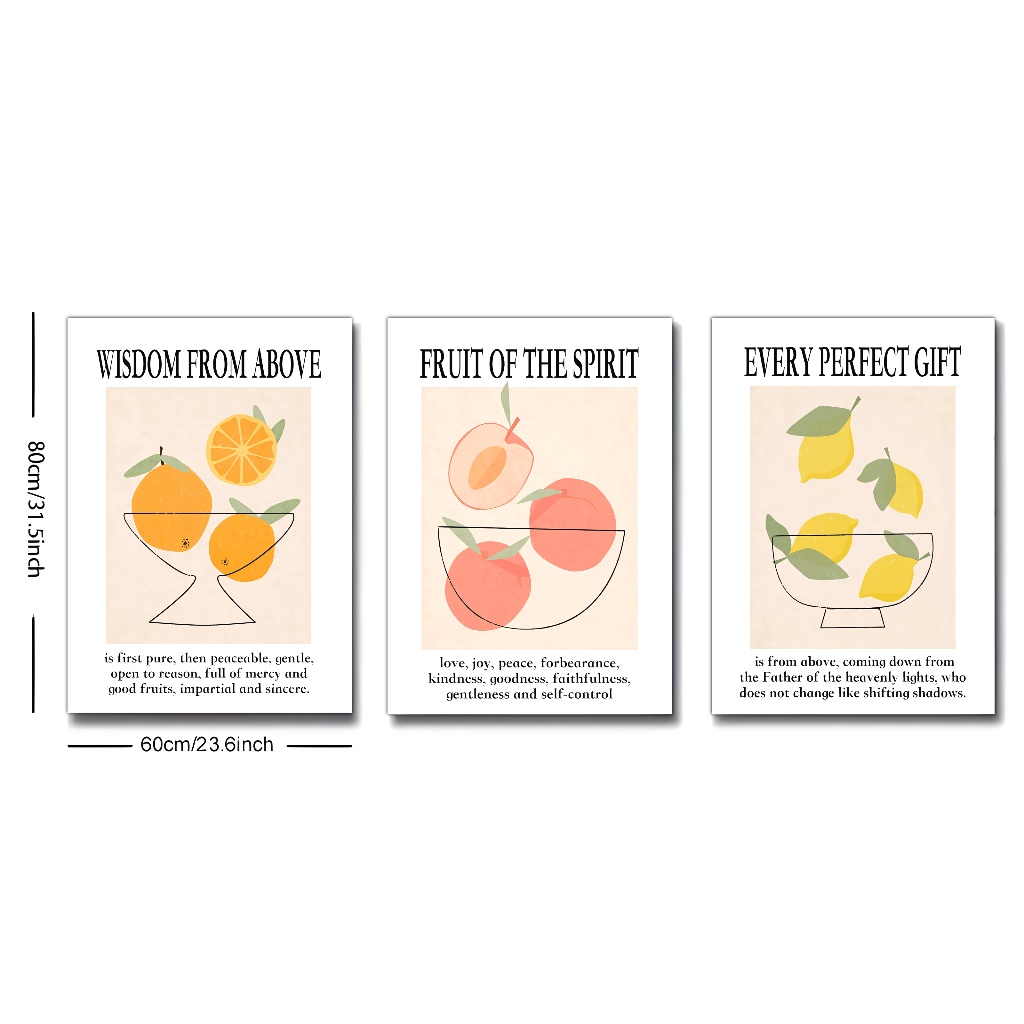 WISDOM FROM ABOVE
is first pure, then peaceable, gentle,
open to reason, full of mercy and
good fruits, impartial and sincere.
FRUIT OF THE SPIRIT
love, joy, peace, forbearance,
kindness, goodness, faithfulness,
gentleness and self-control
EVERY PERFECT GIFT
is from above, coming down from
the Father of the heavenly lights, who
does not change like shifting shadows.
80cm/31.5inch
60cm/23.6inch